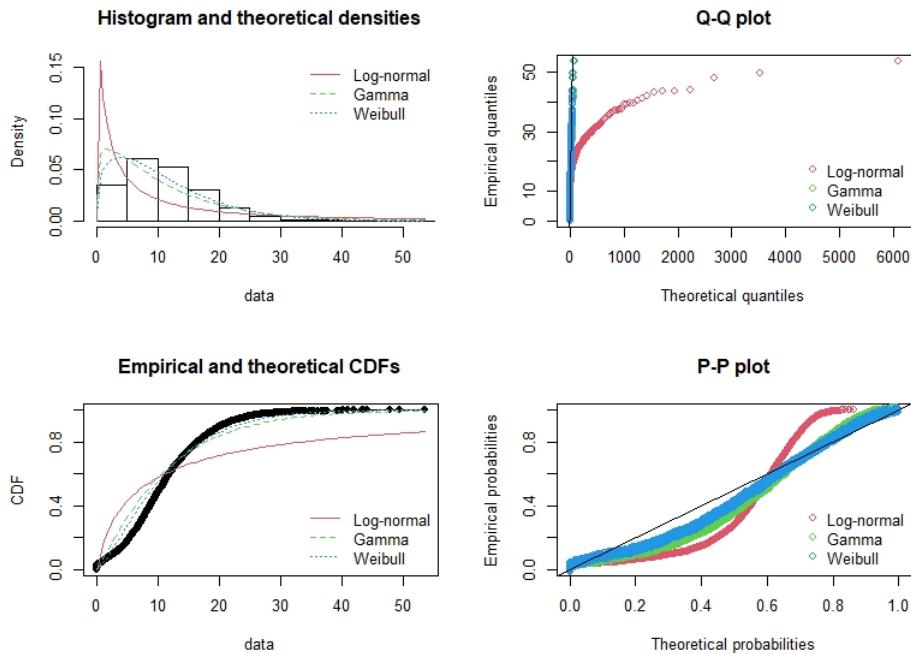 Histogram and theoretical densities
Density
0.00 0.05 0.10 0.15
Log-normal
Gamma
Weibull
0 10 20 30 40 50
data
Q-Q plot
Empirical quantiles
0 10 30 50
Log-normal
Gamma
Weibull
0 1000 2000 3000 4000 5000 6000
Theoretical quantiles
Empirical and theoretical CDFs
CDF
0.0 0.4 0.8
Log-normal
Gamma
Weibull
0 10 20 30 40 50
data
P-P plot
Empirical probabilities
0.0 0.4 0.8
Log-normal
Gamma
Weibull
0.0 0.2 0.4 0.6 0.8 1.0
Theoretical probabilities